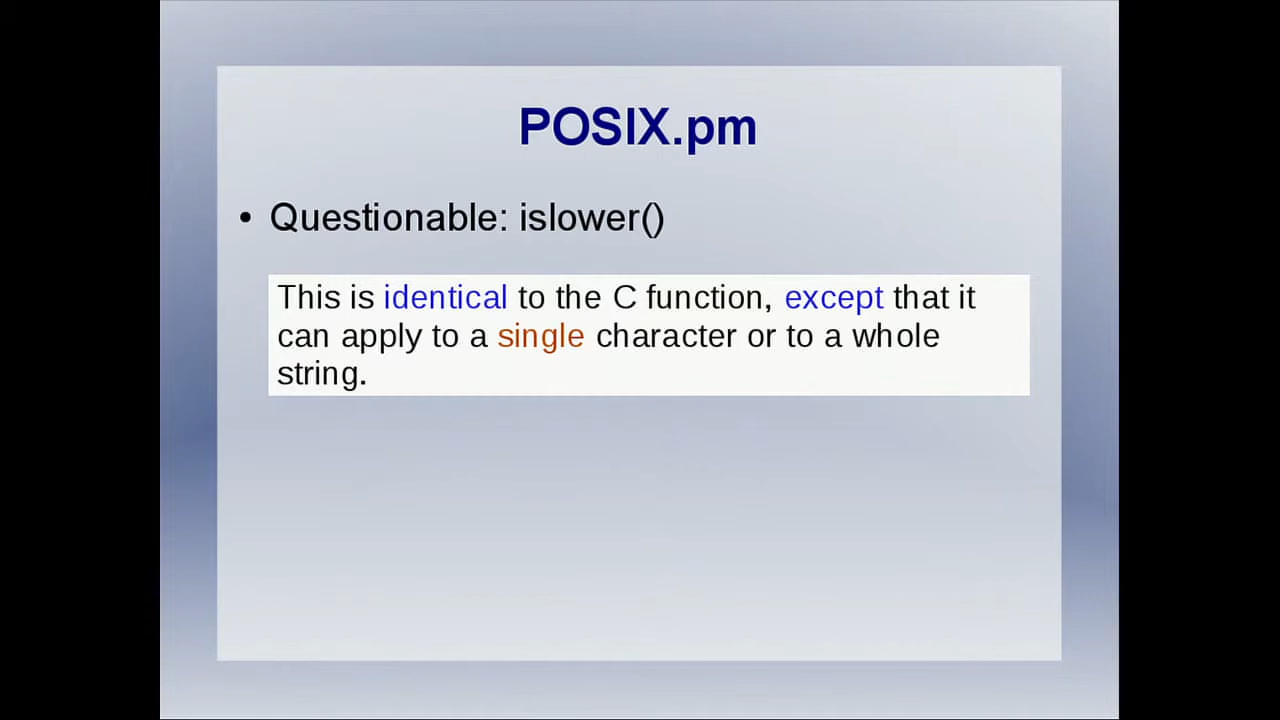 POSIX.pm
• Questionable: islower()
This is identical to the C function, except that it
can apply to a single character or to a whole
string.